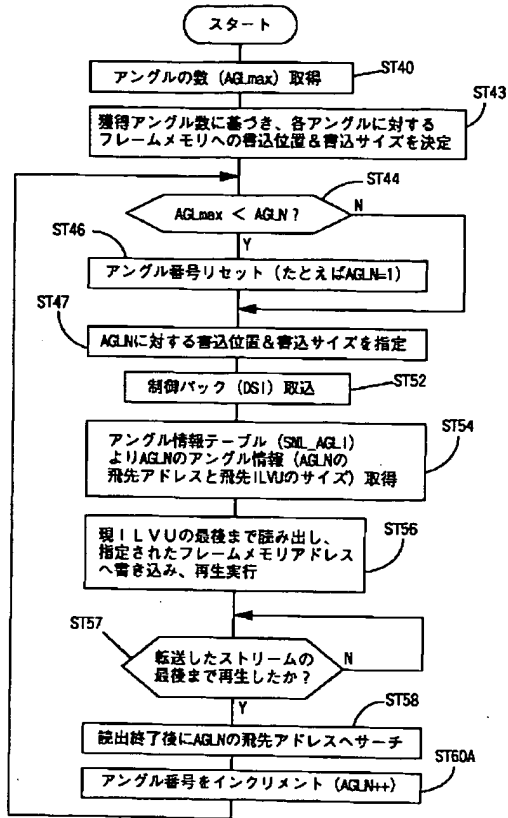 スタート
アングルの数 (AGLmax) 取得
ST40
ST43
獲得アングル数に基づき、各アングルに対する
フレームメモリへの書込位置&書込サイズを決定
ST44
AGLmax < AGLN?
N
ST46
Y
アングル番号リセット (たとえばAGLN=1)
ST47
AGLNに対する書込位置&書込サイズを指定
制御パック (DSI) 取込
ST52
アングル情報テーブル (SML_AGLI)
よりAGLNのアングル情報 (AGLNの
飛先アドレスと飛先ILVUのサイズ) 取得
ST54
現ILVUの最後まで読み出し、
指定されたフレームメモリアドレス
へ書き込み、再生実行
ST56
ST57
転送したストリームの
最後まで再生したか?
N
Y
ST58
読出終了後にAGLNの飛先アドレスへサーチ
ST60A
アングル番号をインクリメント (AGLN++)